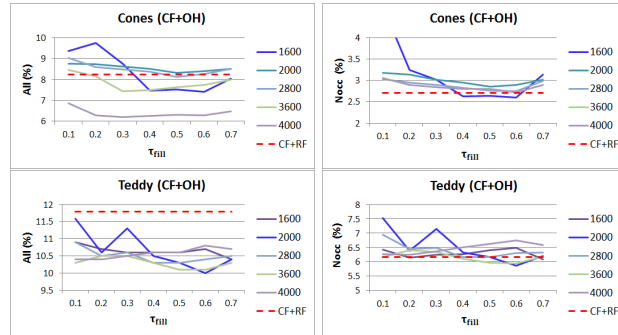 Cones (CF+OH)
All (%)
10
9
8
7
6
0.1 0.2 0.3 0.4 0.5 0.6 0.7
τfill
1600
2000
2800
3600
4000
CF+RF
Cones (CF+OH)
Nocc (%)
4
3.5
3
2.5
2
0.1 0.2 0.3 0.4 0.5 0.6 0.7
τfill
1600
2000
2800
3600
4000
CF+RF
Teddy (CF+OH)
All (%)
12
11.5
11
10.5
10
9.5
0.1 0.2 0.3 0.4 0.5 0.6 0.7
τfill
1600
2000
2800
3600
4000
CF+RF
Teddy (CF+OH)
Nocc (%)
8
7.5
7
6.5
6
5.5
5
0.1 0.2 0.3 0.4 0.5 0.6 0.7
τfill
1600
2000
2800
3600
4000
CF+RF